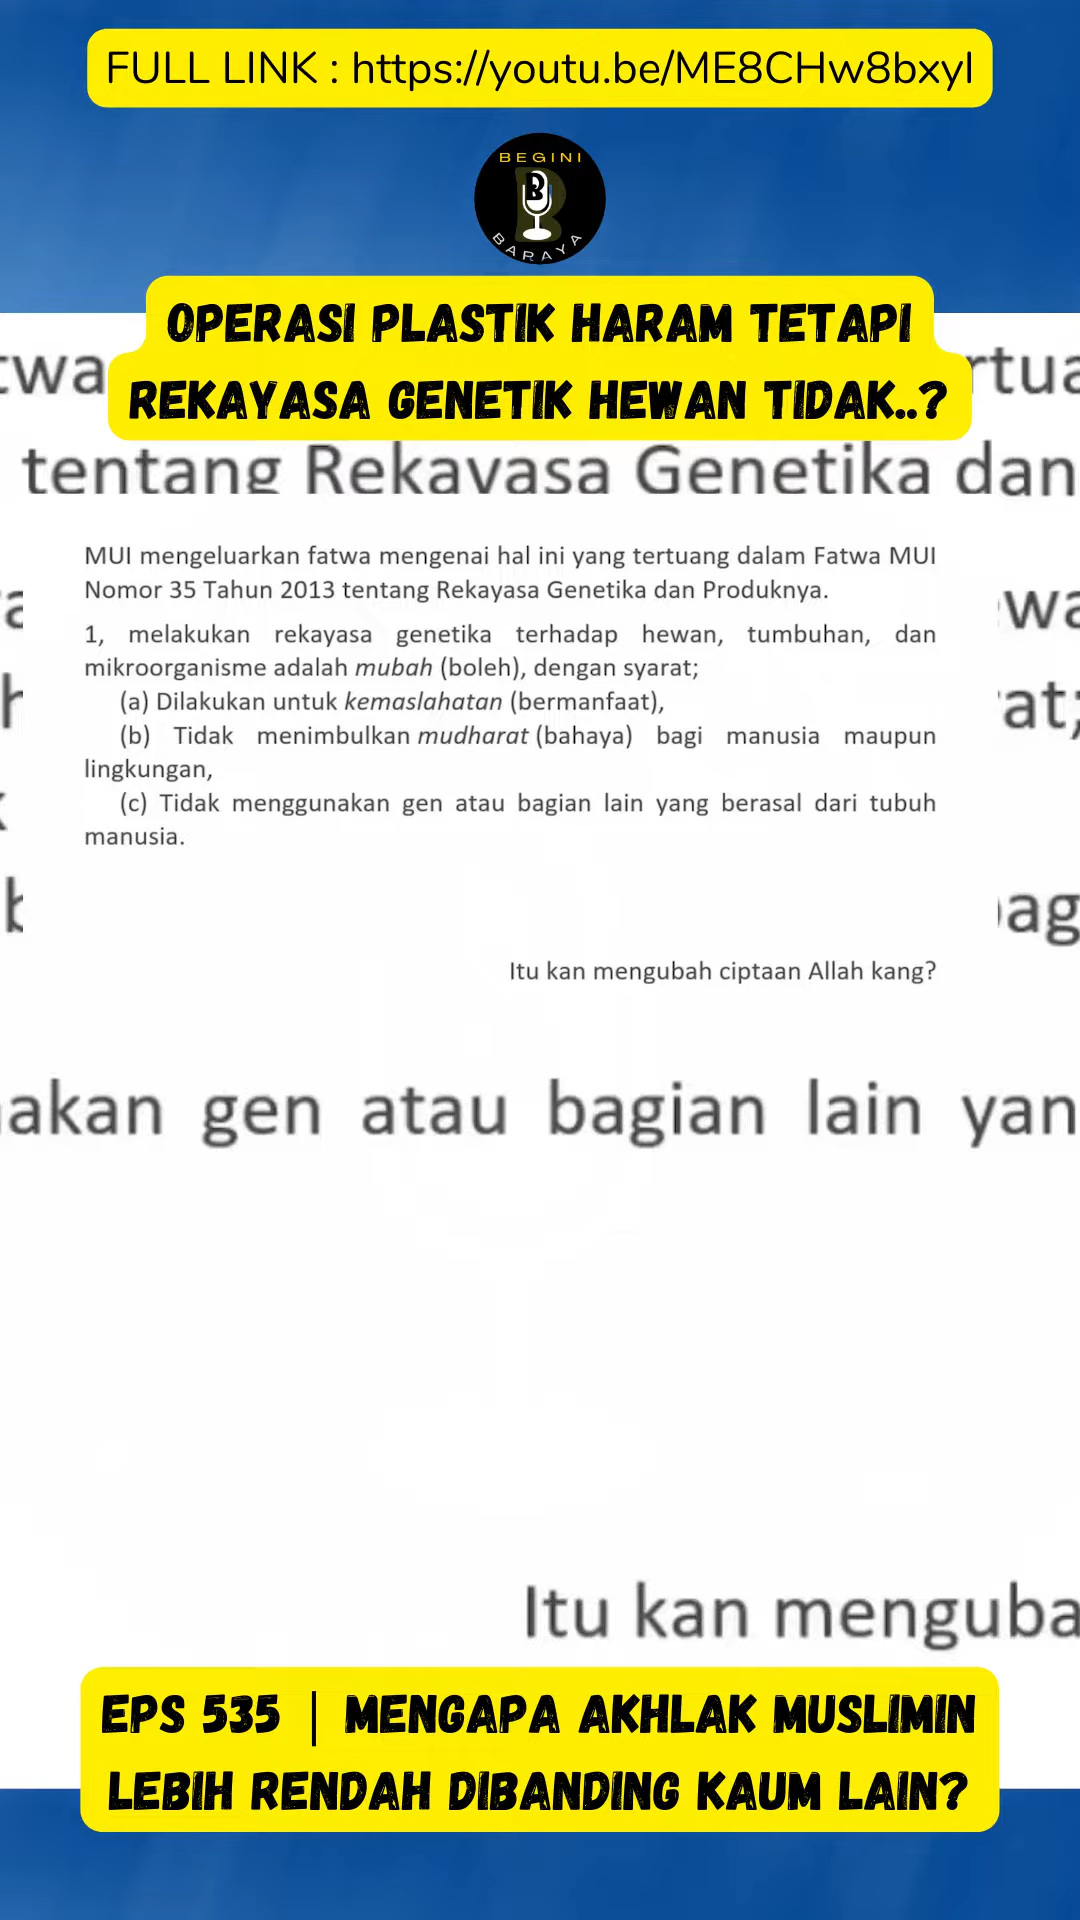 FULL LINK : https://youtu.be/ME8CHw8bxyI
BEGINI
B
BARAYA
OPERASI PLASTIK HARAM TETAPI
REKAYASA GENETIK HEWAN TIDAK..?
tentang Rekayasa Genetika dan
MUI mengeluarkan fatwa mengenai hal ini yang tertuang dalam Fatwa MUI
Nomor 35 Tahun 2013 tentang Rekayasa Genetika dan Produknya.
1, melakukan rekayasa genetika terhadap hewan, tumbuhan, dan
mikroorganisme adalah mubah (boleh), dengan syarat;
(a) Dilakukan untuk kemaslahatan (bermanfaat),
(b) Tidak menimbulkan mudharat (bahaya) bagi manusia maupun
lingkungan,
(c) Tidak menggunakan gen atau bagian lain yang berasal dari tubuh
manusia.
Itu kan mengubah ciptaan Allah kang?
akan gen atau bagian lain yan
Itu kan menguba
EPS 535 | MENGAPA AKHLAK MUSLIMIN
LEBIH RENDAH DIBANDING KAUM LAIN?